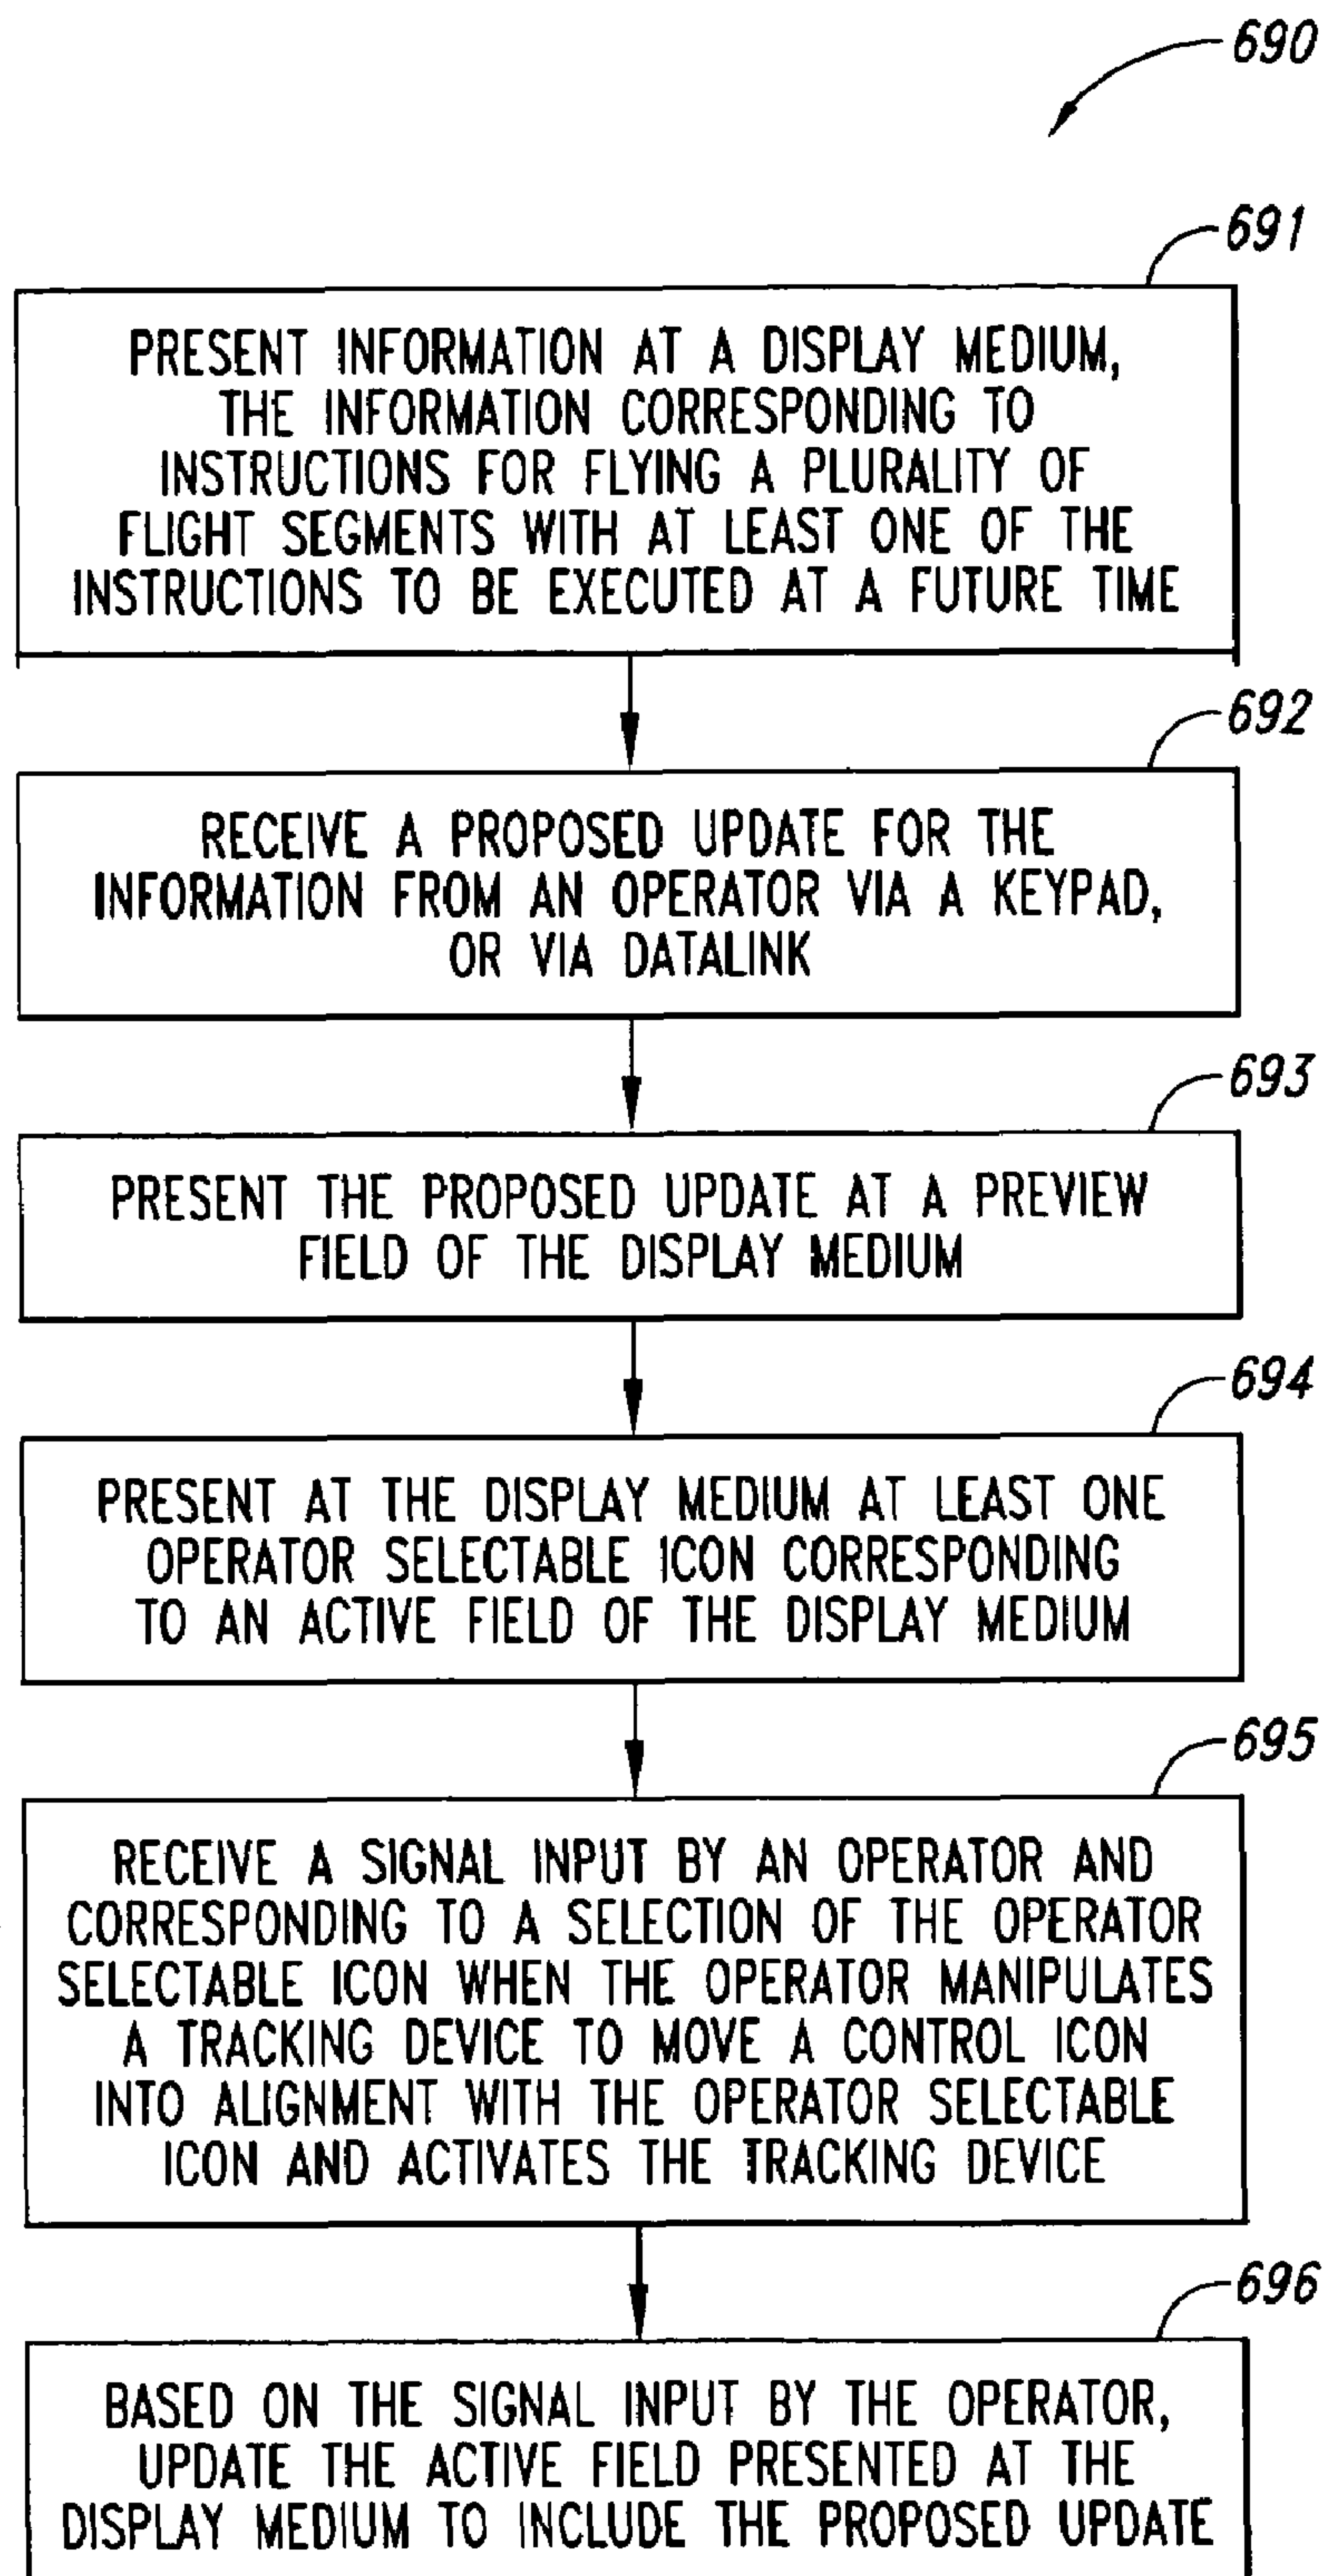 690
691
PRESENT INFORMATION AT A DISPLAY MEDIUM,
THE INFORMATION CORRESPONDING TO
INSTRUCTIONS FOR FLYING A PLURALITY OF
FLIGHT SEGMENTS WITH AT LEAST ONE OF THE
INSTRUCTIONS TO BE EXECUTED AT A FUTURE TIME
692
RECEIVE A PROPOSED UPDATE FOR THE
INFORMATION FROM AN OPERATOR VIA A KEYPAD,
OR VIA DATALINK
693
PRESENT THE PROPOSED UPDATE AT A PREVIEW
FIELD OF THE DISPLAY MEDIUM
694
PRESENT AT THE DISPLAY MEDIUM AT LEAST ONE
OPERATOR SELECTABLE ICON CORRESPONDING
TO AN ACTIVE FIELD OF THE DISPLAY MEDIUM
695
RECEIVE A SIGNAL INPUT BY AN OPERATOR AND
CORRESPONDING TO A SELECTION OF THE OPERATOR
SELECTABLE ICON WHEN THE OPERATOR MANIPULATES
A TRACKING DEVICE TO MOVE A CONTROL ICON
INTO ALIGNMENT WITH THE OPERATOR SELECTABLE
ICON AND ACTIVATES THE TRACKING DEVICE
696
BASED ON THE SIGNAL INPUT BY THE OPERATOR,
UPDATE THE ACTIVE FIELD PRESENTED AT THE
DISPLAY MEDIUM TO INCLUDE THE PROPOSED UPDATE